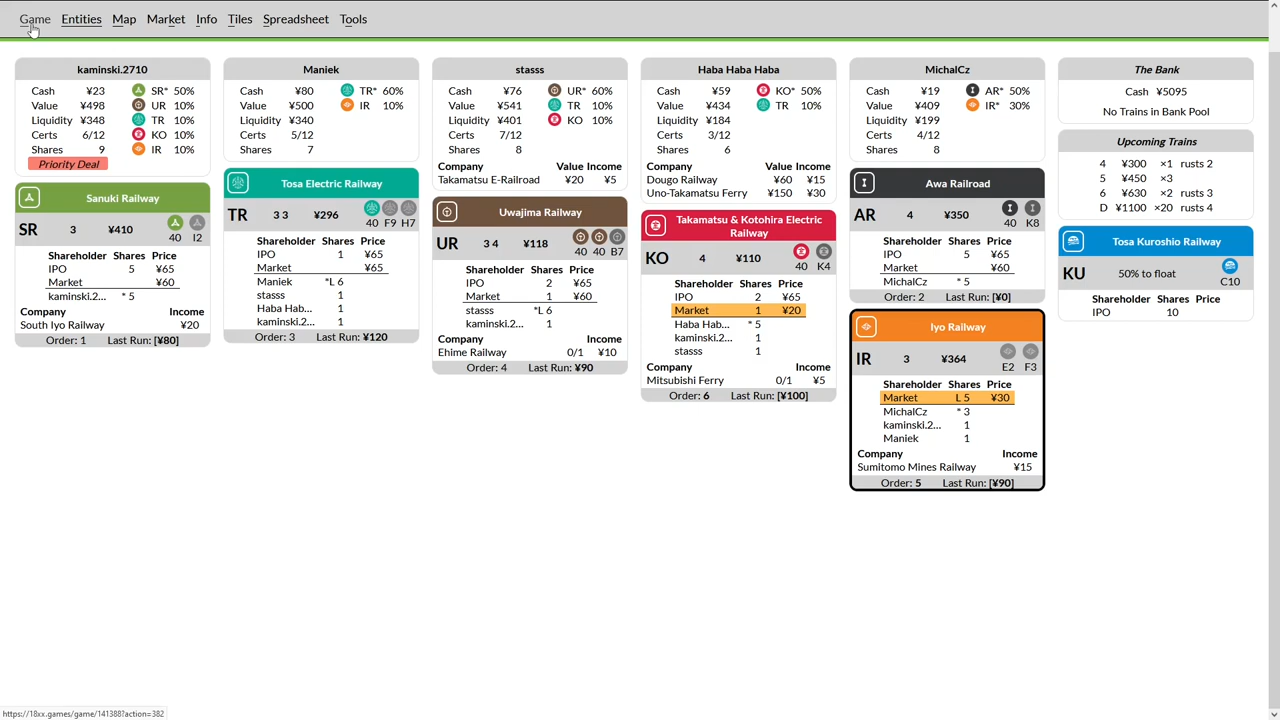 Game Entities Map Market Info Tiles Spreadsheet Tools
kaminski.2710
Cash ¥23 SR* 50%
Value ¥498 UR 10%
Liquidity ¥348 TR 10%
Certs 6/12 KO 10%
Shares 9 IR 10%
Priority Deal
Sanuki Railway
SR 3 ¥410 40 I2
Shareholder Shares Price
IPO 5 ¥65
Market ¥60
kaminski.2... * 5
Company Income
South Iyo Railway ¥20
Order: 1 Last Run: [¥80]
Maniek
Cash ¥80 TR* 60%
Value ¥500 IR 10%
Liquidity ¥340
Certs 5/12
Shares 7
Tosa Electric Railway
TR 3 3 ¥296 40 F9 H7
Shareholder Shares Price
IPO 1 ¥65
Market ¥65
Maniek *L 6
stasss 1
Haba Hab... 1
kaminski.2... 1
Order: 3 Last Run: ¥120
stasss
Cash ¥76 UR* 60%
Value ¥541 TR 10%
Liquidity ¥401 KO 10%
Certs 7/12
Shares 8
Company Value Income
Takamatsu E-Railroad ¥20 ¥5
Uwajima Railway
UR 3 4 ¥118 40 40 B7
Shareholder Shares Price
IPO 2 ¥65
Market 1 ¥60
stasss *L 6
kaminski.2... 1
Company Income
Ehime Railway 0/1 ¥10
Order: 4 Last Run: ¥90
Haba Haba Haba
Cash ¥59 KO* 50%
Value ¥434 TR 10%
Liquidity ¥184
Certs 3/12
Shares 6
Company Value Income
Dougo Railway ¥60 ¥15
Uno-Takamatsu Ferry ¥150 ¥30
Takamatsu & Kotohira Electric
Railway
KO 4 ¥110 40 K4
Shareholder Shares Price
IPO 2 ¥65
Market 1 ¥20
Haba Hab... * 5
kaminski.2... 1
stasss 1
Company Income
Mitsubishi Ferry 0/1 ¥5
Order: 6 Last Run: [¥100]
MichalCz
Cash ¥19 AR* 50%
Value ¥409 IR* 30%
Liquidity ¥199
Certs 4/12
Shares 8
Awa Railroad
AR 4 ¥350 40 K8
Shareholder Shares Price
IPO 5 ¥65
Market ¥60
MichalCz * 5
Order: 2 Last Run: [¥0]
Iyo Railway
IR 3 ¥364 E2 F3
Shareholder Shares Price
Market L 5 ¥30
MichalCz * 3
kaminski.2... 1
Maniek 1
Company Income
Sumitomo Mines Railway ¥15
Order: 5 Last Run: [¥90]
The Bank
Cash ¥5095
No Trains in Bank Pool
Upcoming Trains
4 ¥300 ×1 rusts 2
5 ¥450 ×3
6 ¥630 ×2 rusts 3
D ¥1100 ×20 rusts 4
Tosa Kuroshio Railway
KU 50% to float C10
Shareholder Shares Price
IPO 10
https://18xx.games/game/141388?action=382